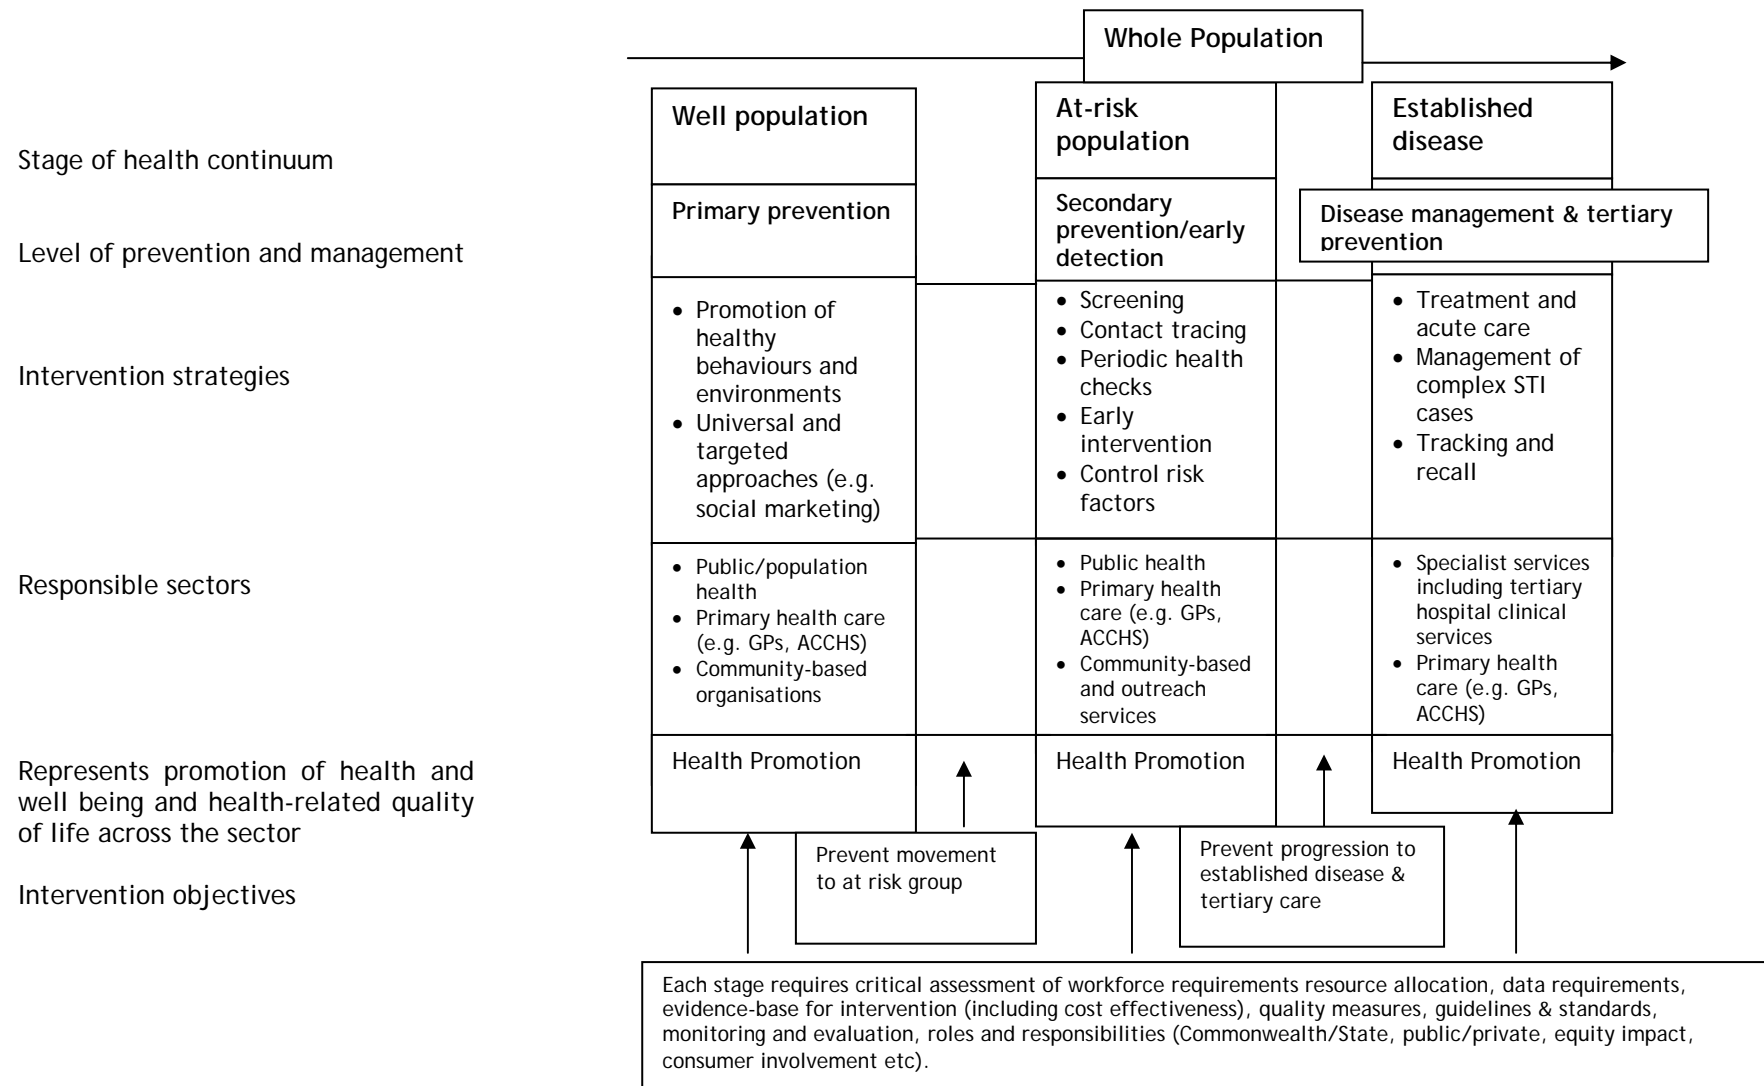 Whole Population
Stage of health continuum
Well population
At-risk
population
Established
disease
Level of prevention and management
Primary prevention
Secondary
prevention/early
detection
Disease management & tertiary
prevention
Intervention strategies
• Promotion of
healthy
behaviours and
environments
• Universal and
targeted
approaches (e.g.
social marketing)
• Screening
• Contact tracing
• Periodic health
checks
• Early
intervention
• Control risk
factors
• Treatment and
acute care
• Management of
complex STI
cases
• Tracking and
recall
Responsible sectors
• Public/population
health
• Primary health care
(e.g. GPs, ACCHS)
• Community-based
organisations
• Public health
• Primary health
care (e.g. GPs,
ACCHS)
• Community-based
and outreach
services
• Specialist services
including tertiary
hospital clinical
services
• Primary health
care (e.g. GPs,
ACCHS)
Represents promotion of health and
well being and health-related quality
of life across the sector
Health Promotion
Health Promotion
Health Promotion
Intervention objectives
Prevent movement
to at risk group
Prevent progression to
established disease &
tertiary care
Each stage requires critical assessment of workforce requirements resource allocation, data requirements,
evidence-base for intervention (including cost effectiveness), quality measures, guidelines & standards,
monitoring and evaluation, roles and responsibilities (Commonwealth/State, public/private, equity impact,
consumer involvement etc).